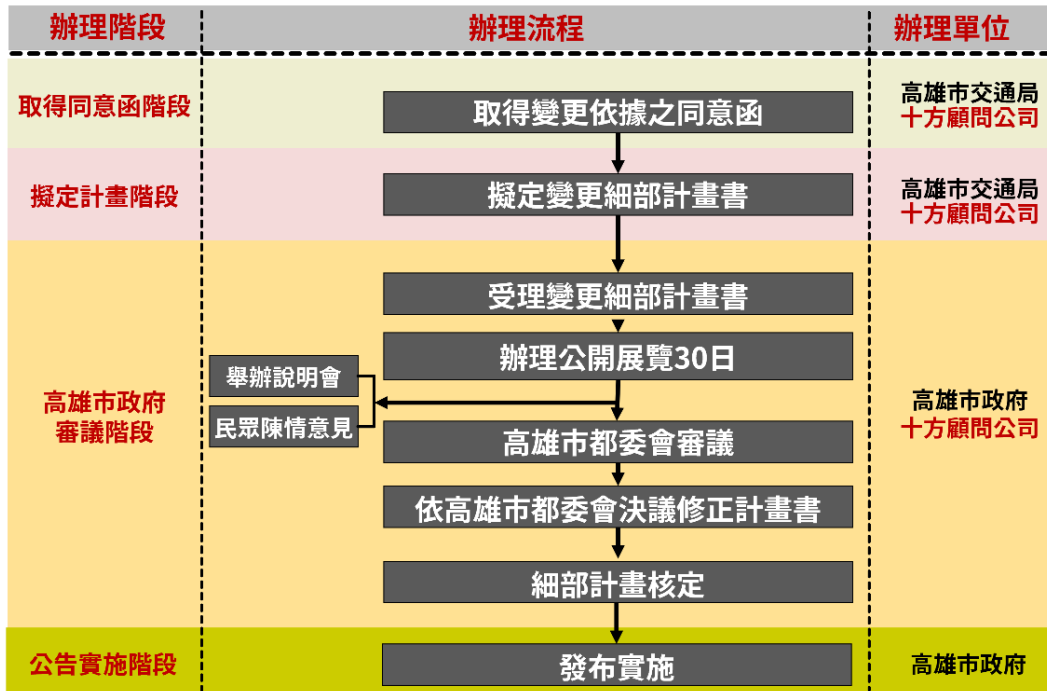 辦理階段
辦理流程
辦理單位
取得同意函階段
取得變更依據之同意函
高雄市交通局
十方顧問公司
擬定計畫階段
擬定變更細部計畫書
高雄市交通局
十方顧問公司
高雄市政府
審議階段
受理變更細部計畫書
辦理公開展覽30日
舉辦說明會
民眾陳情意見
高雄市都委會審議
依高雄市都委會決議修正計畫書
細部計畫核定
高雄市政府
十方顧問公司
公告實施階段
發布實施
高雄市政府